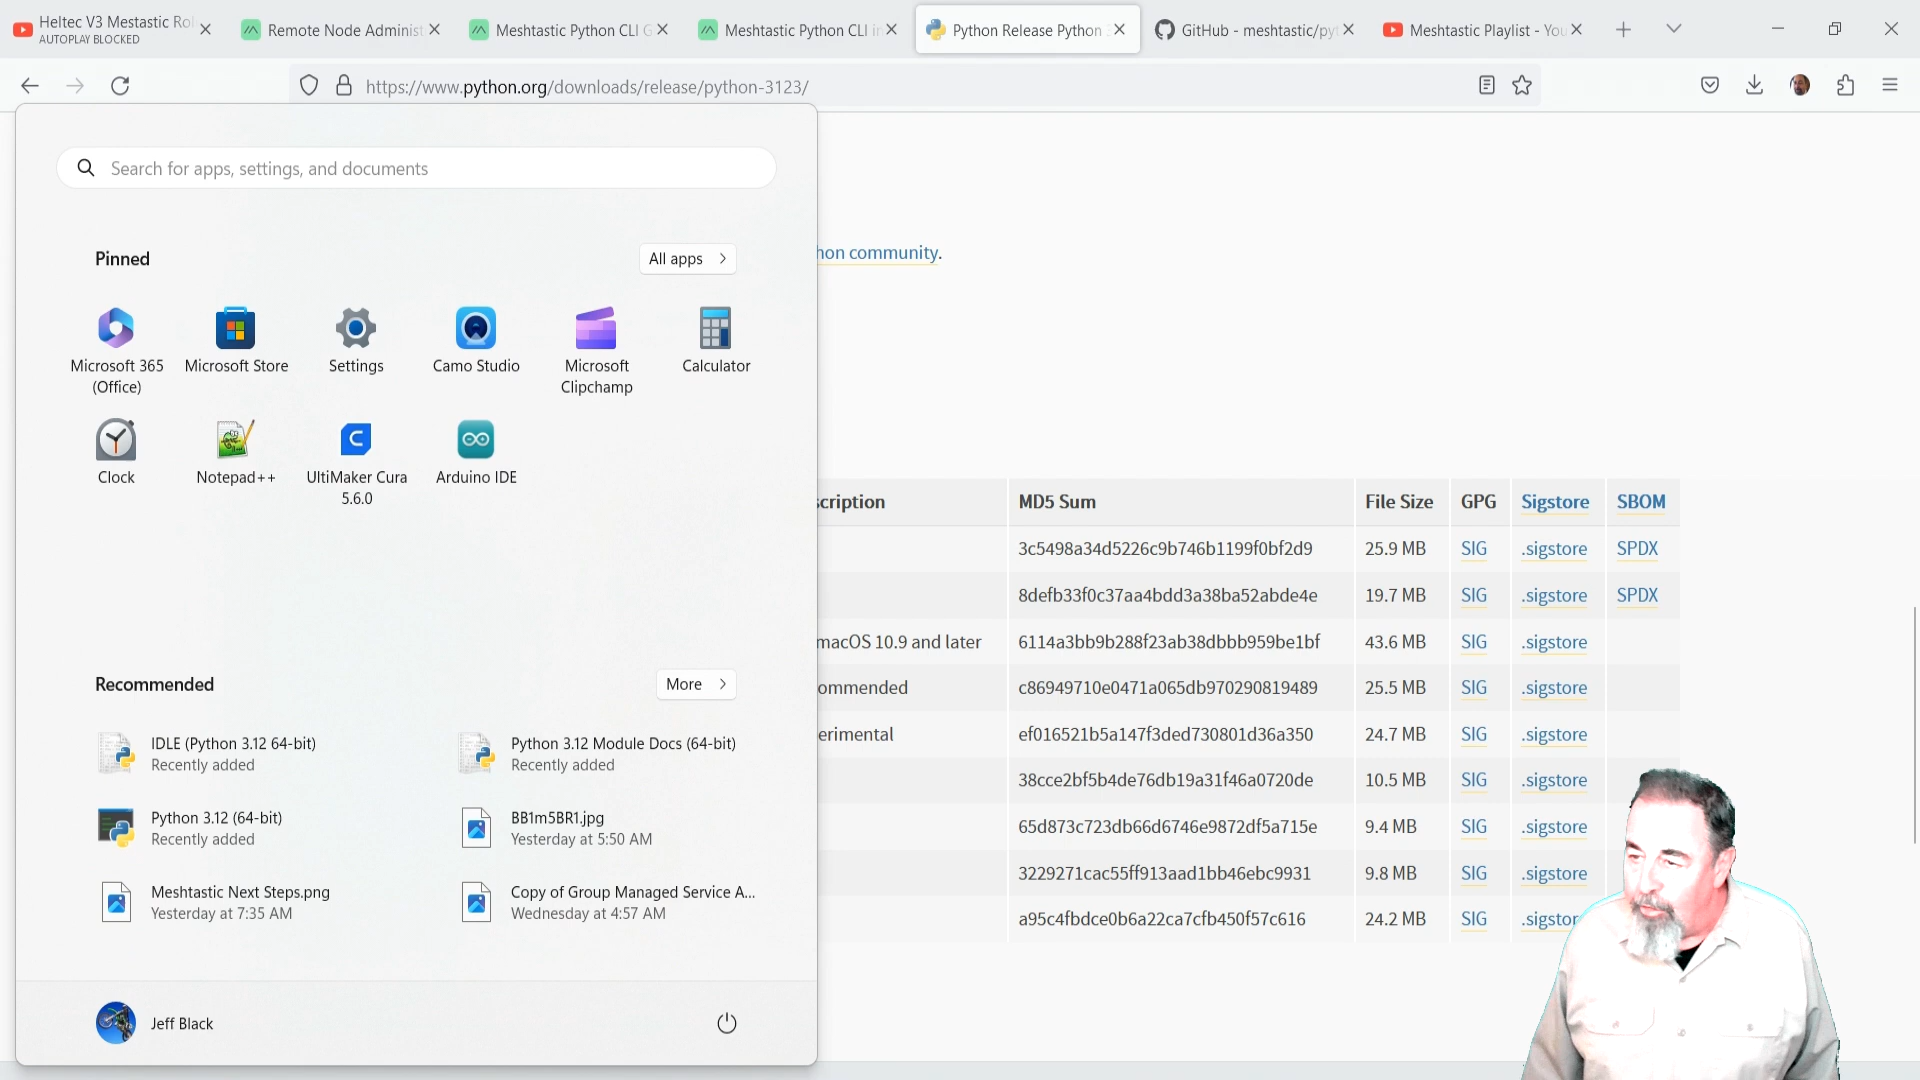 Heltec V3 Mestastic Ro
AUTOPLAY BLOCKED
Remote Node Administ
Meshtastic Python CLI G
Meshtastic Python CLI in
Python Release Python
GitHub - meshtastic/pyt
Meshtastic Playlist - You
https://www.python.org/downloads/release/python-3123/
Search for apps, settings, and documents
Pinned
All apps
hon community.
Microsoft 365
(Office)
Microsoft Store
Settings
Camo Studio
Microsoft
Clipchamp
Calculator
Clock
Notepad++
UltiMaker Cura
5.6.0
Arduino IDE
scription MD5 Sum File Size GPG Sigstore SBOM
3c5498a34d5226c9b746b1199f0bf2d9 25.9 MB SIG .sigstore SPDX
8defb33f0c37aa4bdd3a38ba52abde4e 19.7 MB SIG .sigstore SPDX
macOS 10.9 and later 6114a3bb9b288f23ab38dbbb959be1bf 43.6 MB SIG .sigstore
ommended c86949710e0471a065db970290819489 25.5 MB SIG .sigstore
erimental ef016521b5a147f3ded730801d36a350 24.7 MB SIG .sigstore
38cce2bf5b4de76db19a31f46a0720de 10.5 MB SIG .sigstore
65d873c723db66d6746e9872df5a715e 9.4 MB SIG .sigstore
3229271cac55ff913aad1bb46ebc9931 9.8 MB SIG .sigstore
a95c4fbdce0b6a22ca7cfb450f57c616 24.2 MB SIG .sigstor
Recommended
More
IDLE (Python 3.12 64-bit)
Recently added
Python 3.12 Module Docs (64-bit)
Recently added
Python 3.12 (64-bit)
Recently added
BB1m5BR1.jpg
Yesterday at 5:50 AM
Meshtastic Next Steps.png
Yesterday at 7:35 AM
Copy of Group Managed Service A...
Wednesday at 4:57 AM
Jeff Black